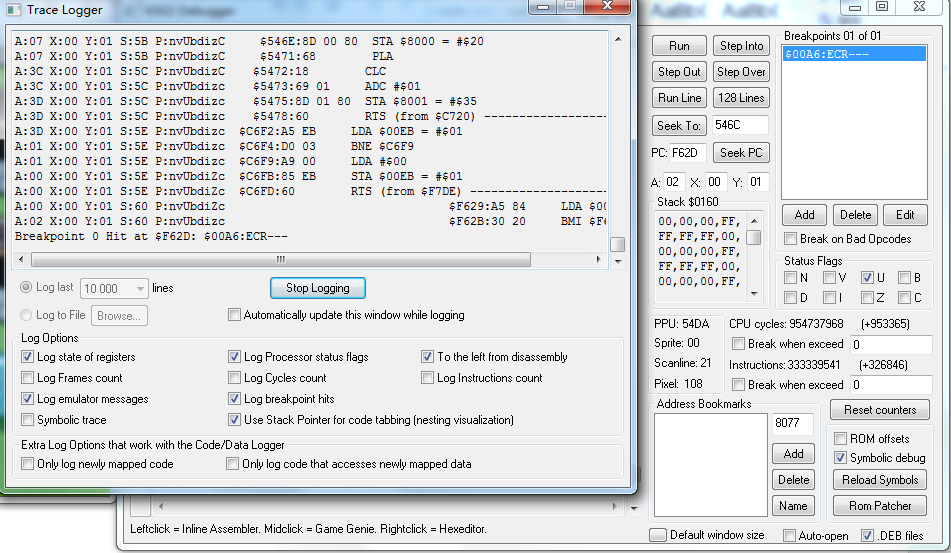 Trace Logger
A:07 X:00 Y:01 S:5B P:nvUbdizC $546E:8D 00 80 STA $8000 = #$20
A:07 X:00 Y:01 S:5B P:nvUbdizC $5471:68 PLA
A:3C X:00 Y:01 S:5C P:nvUbdizC $5472:18 CLC
A:3C X:00 Y:01 S:5C P:nvUbdizc $5473:69 01 ADC #$01
A:3D X:00 Y:01 S:5C P:nvUbdizc $5475:8D 01 80 STA $8001 = #$35
A:3D X:00 Y:01 S:5C P:nvUbdizc $5478:60 RTS (from $C720) --------------------
A:3D X:00 Y:01 S:5E P:nvUbdizc $C6F2:A5 EB LDA $00EB = #$01
A:01 X:00 Y:01 S:5E P:nvUbdizc $C6F4:D0 03 BNE $C6F9
A:01 X:00 Y:01 S:5E P:nvUbdizc $C6F9:A9 00 LDA #$00
A:00 X:00 Y:01 S:5E P:nvUbdiZc $C6FB:85 EB STA $00EB = #$01
A:00 X:00 Y:01 S:5E P:nvUbdiZc $C6FD:60 RTS (from $F7DE) --------------------
A:00 X:00 Y:01 S:60 P:nvUbdiZc $F629:A5 84 LDA $00
A:02 X:00 Y:01 S:60 P:nvUbdizc $F62B:30 20 BMI $F6
Breakpoint 0 Hit at $F62D: $00A6:ECR---
Log last 10 000 lines
Stop Logging
Log to File Browse...
Automatically update this window while logging
Log Options
Log state of registers
Log Processor status flags
To the left from disassembly
Log Frames count
Log Cycles count
Log Instructions count
Log emulator messages
Log breakpoint hits
Symbolic trace
Use Stack Pointer for code tabbing (nesting visualization)
Extra Log Options that work with the Code/Data Logger
Only log newly mapped code
Only log code that accesses newly mapped data
Run
Step Into
Step Out
Step Over
Run Line
128 Lines
Seek To: 546C
PC: F62D Seek PC
A: 02 X: 00 Y: 01
Stack $0160
00,00,00,FF,
FF,FF,FF,00,
00,00,00,FF,
FF,FF,FF,00,
00,00,00,FF,
Breakpoints 01 of 01
$00A6:ECR---
Add
Delete
Edit
Break on Bad Opcodes
Status Flags
N V U B
D I Z C
PPU: 54DA
Sprite: 00
Scanline: 21
Pixel: 108
CPU cycles: 954737968 (+953365)
Break when exceed 0
Instructions: 333339541 (+326846)
Break when exceed 0
Address Bookmarks
8077
Add
Delete
Name
Reset counters
ROM offsets
Symbolic debug
Reload Symbols
Rom Patcher
Leftclick = Inline Assembler. Midclick = Game Genie. Rightclick = Hexeditor.
Default window size
Auto-open
.DEB files